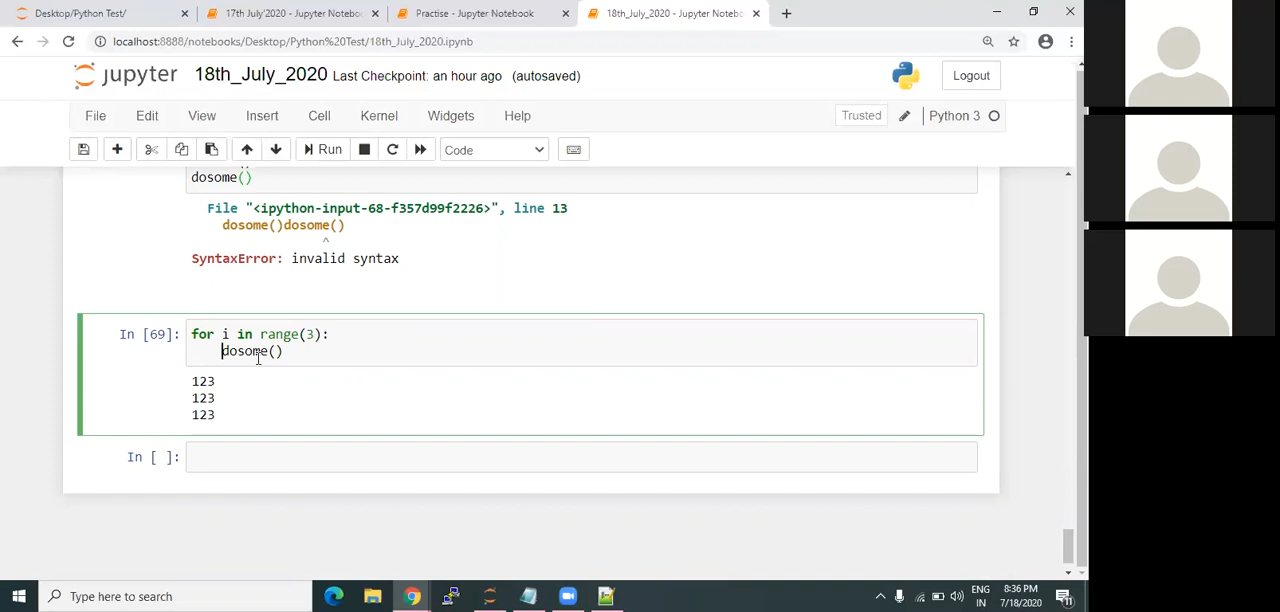 Desktop/Python Test/
17th July'2020 - Jupyter Noteboo
Practise - Jupyter Notebook
18th_July_2020 - Jupyter Notebo
localhost:8888/notebooks/Desktop/Python%20Test/18th_July_2020.ipynb
jupyter 18th_July_2020 Last Checkpoint: an hour ago (autosaved)
Logout
File Edit View Insert Cell Kernel Widgets Help
Trusted Python 3
Run Code
dosome()
File "<ipython-input-68-f357d99f2226>", line 13
dosome()dosome()
^
SyntaxError: invalid syntax
In [69]: for i in range(3):
dosome()
123
123
123
In [ ]:
Type here to search
ENG 8:36 PM
IN 7/18/2020
11